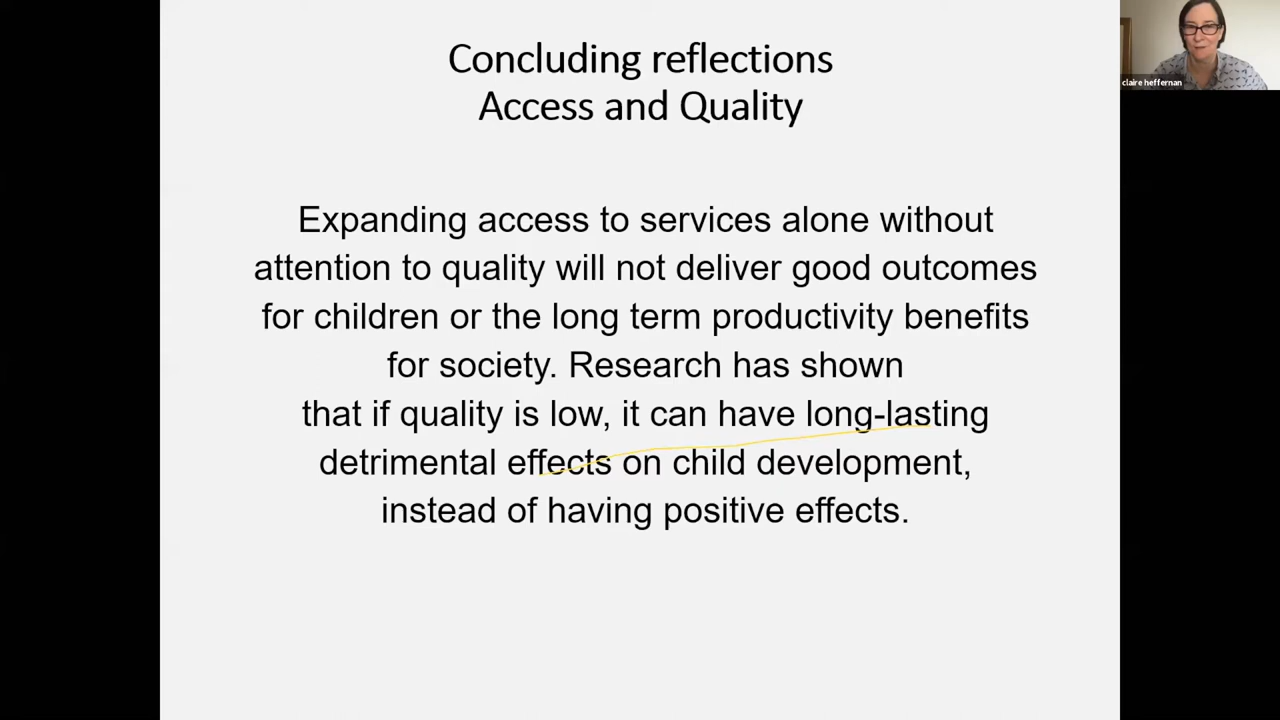 Concluding reflections
Access and Quality
claire heffernan
Expanding access to services alone without
attention to quality will not deliver good outcomes
for children or the long term productivity benefits
for society. Research has shown
that if quality is low, it can have long-lasting
detrimental effects on child development,
instead of having positive effects.